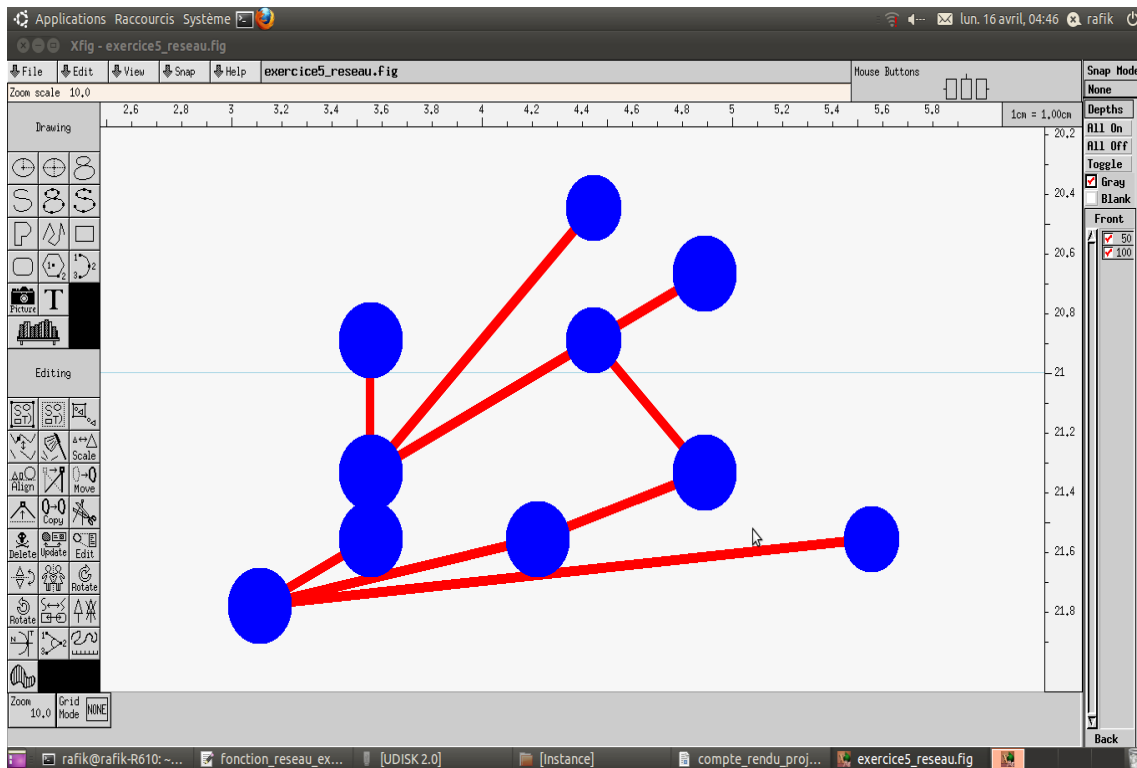 Applications Raccourcis Système
lun. 16 avril, 04:46 rafik
Xfig - exercice5_reseau.fig
File Edit View Snap Help exercice5_reseau.fig
Mouse Buttons
Snap Mode
None
Zoom scale 10.0
2.6 2.8 3 3.2 3.4 3.6 3.8 4 4.2 4.4 4.6 4.8 5 5.2 5.4 5.6 5.8
1cm = 1.00cm
Depths
All On
All Off
Toggle
Gray
Blank
Front
50
100
Back
20.2
20.4
20.6
20.8
21
21.2
21.4
21.6
21.8
Drawing
Picture
T
Editing
Scale
Align Move
Copy
Delete Update Edit
Rotate
Rotate
Zoom 10.0
Grid Mode NONE
rafik@rafik-R610: ~... fonction_reseau_ex... [UDISK 2.0] [Instance] compte_rendu_proj... exercice5_reseau.fig